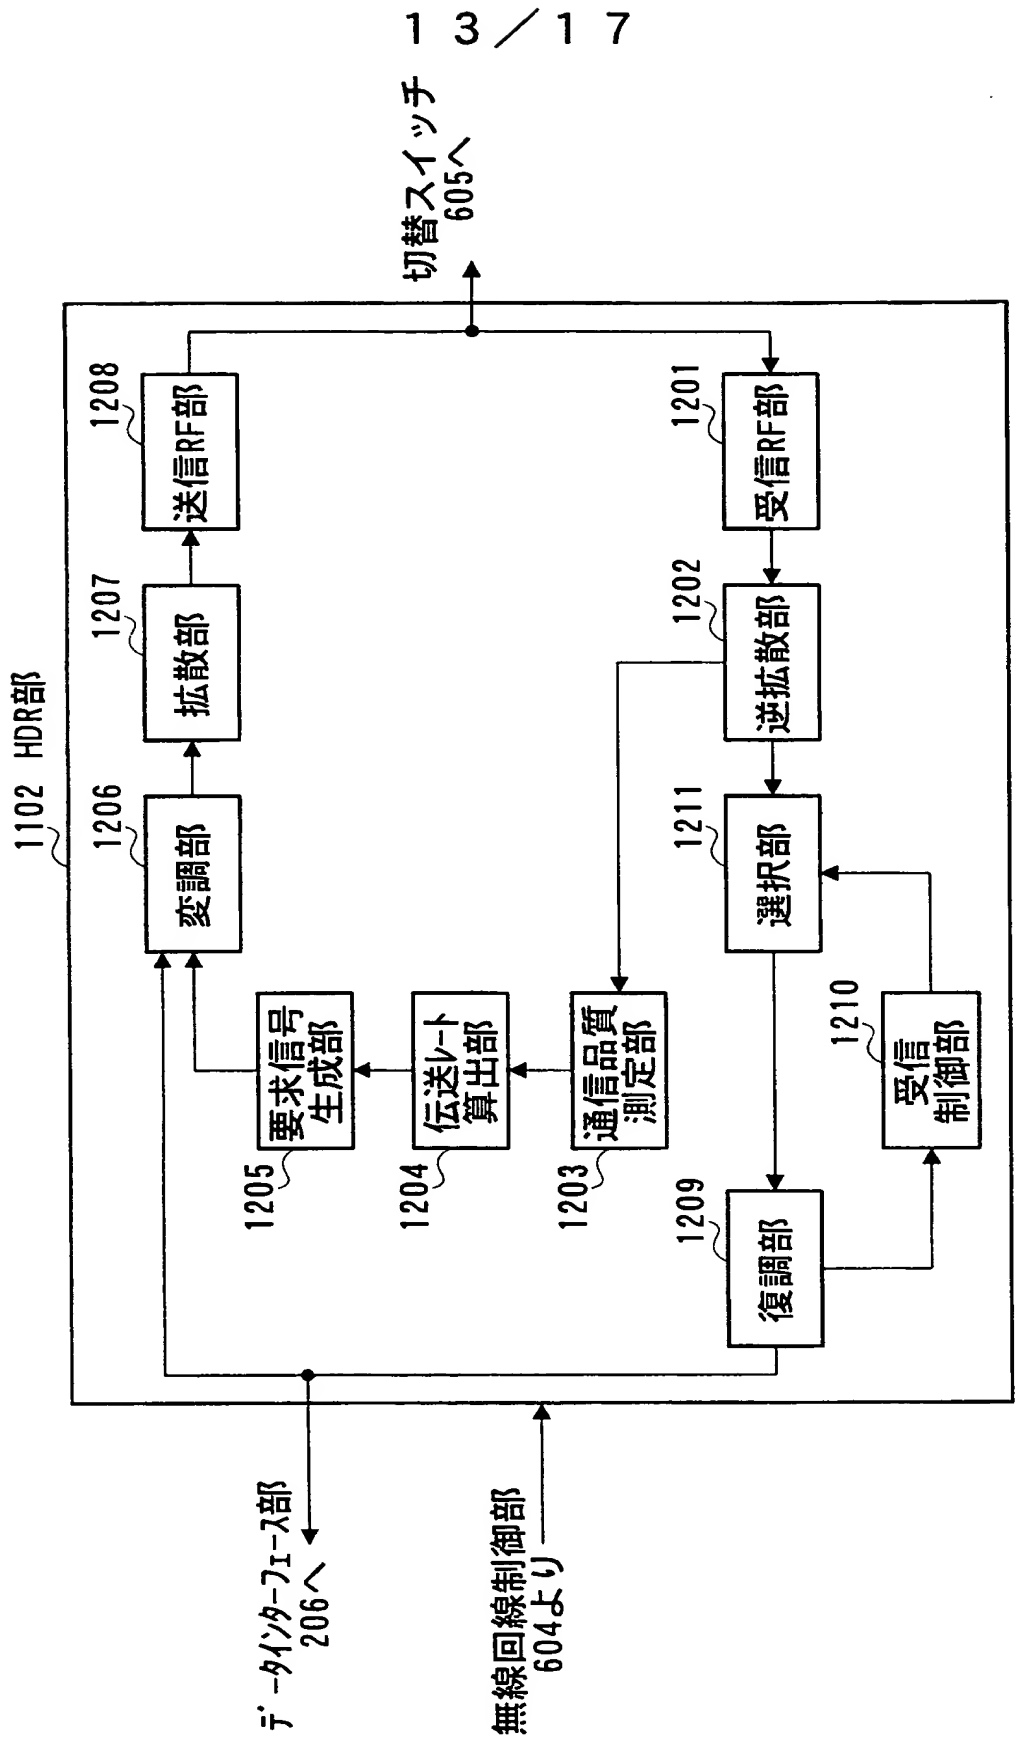 13/17
1102 HDR部
データインターフェース部
206へ
無線回線制御部
604より
切替スイッチ
605へ
1206
変調部
1207
拡散部
1208
送信RF部
1205
要求信号
生成部
1204
伝送レート
算出部
1203
通信品質
測定部
1209
復調部
1211
選択部
1202
逆拡散部
1201
受信RF部
1210
受信
制御部